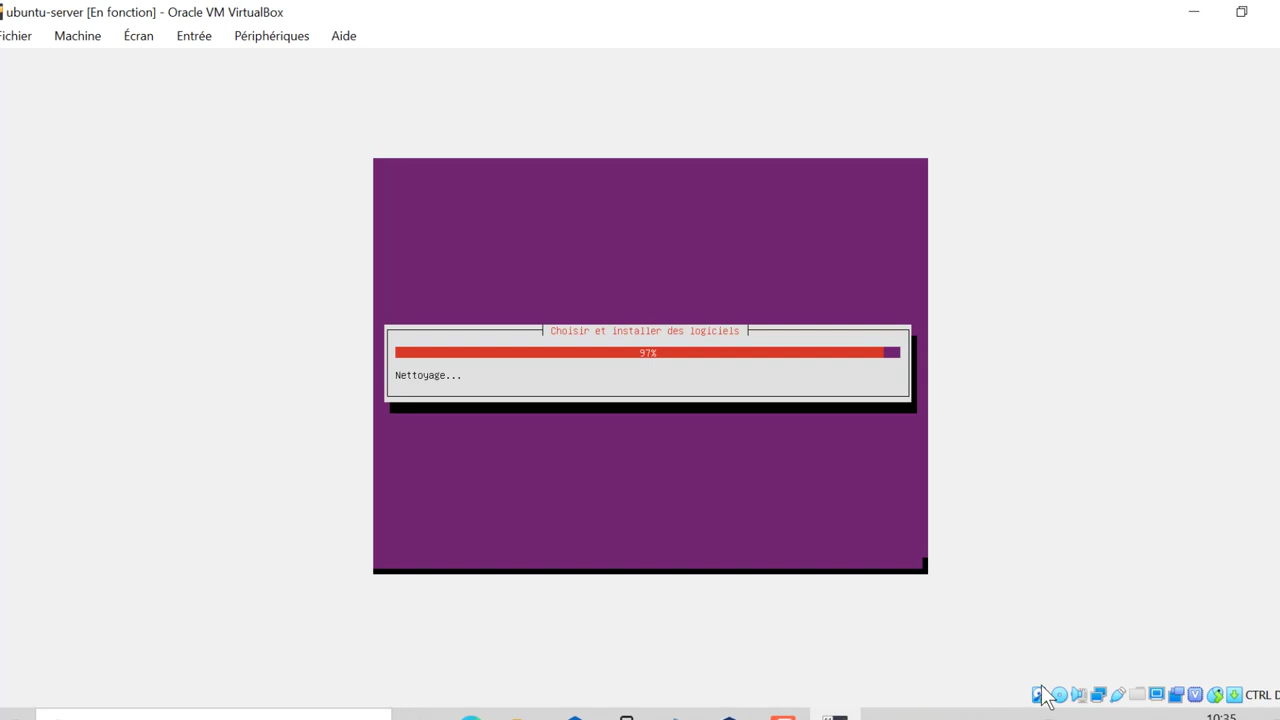 ubuntu-server [En fonction] - Oracle VM VirtualBox
Fichier Machine Écran Entrée Périphériques Aide
Choisir et installer des logiciels
97%
Nettoyage...
CTRL D
10:35